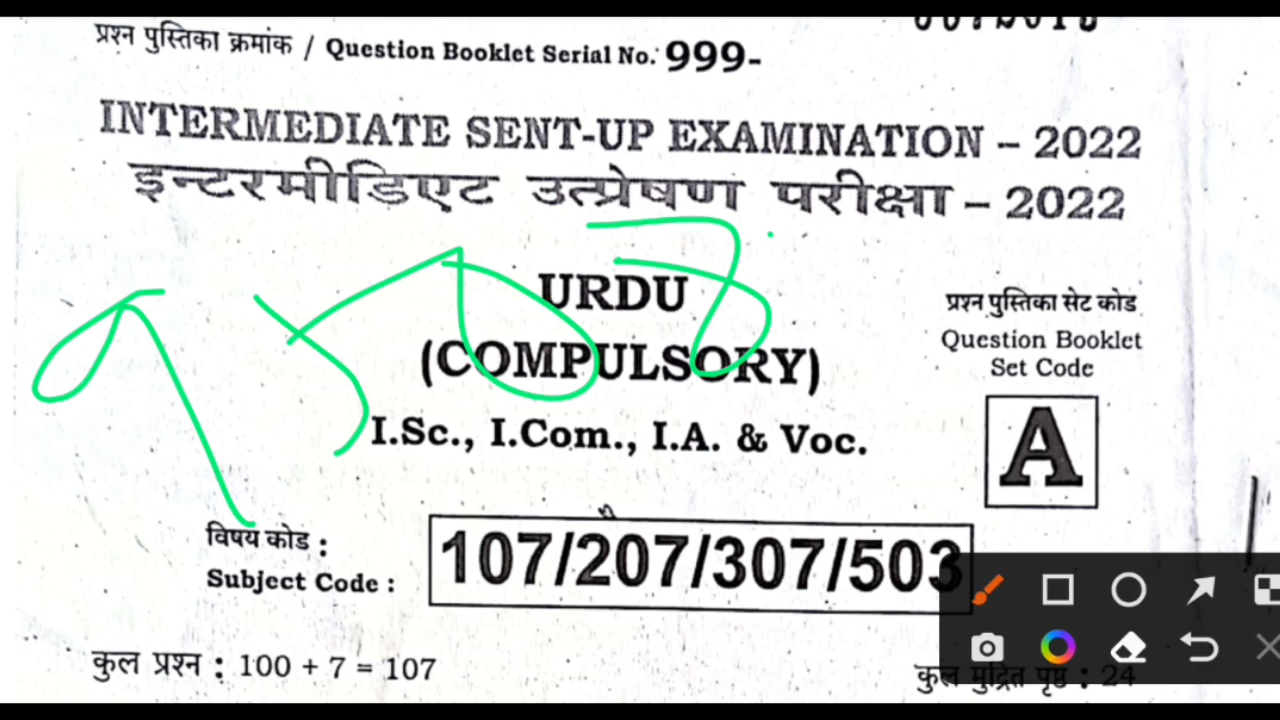 प्रश्न पुस्तिका क्रमांक / Question Booklet Serial No. 999-
INTERMEDIATE SENT-UP EXAMINATION – 2022
इन्टरमीडिएट उत्प्रेषण परीक्षा – 2022
URDU
(COMPULSORY)
I.Sc., I.Com., I.A. & Voc.
प्रश्न पुस्तिका सेट कोड
Question Booklet
Set Code
A
विषय कोड :
Subject Code :
107/207/307/503
कुल प्रश्न : 100 + 7 = 107
कुल मुद्रित पृष्ठ : 24